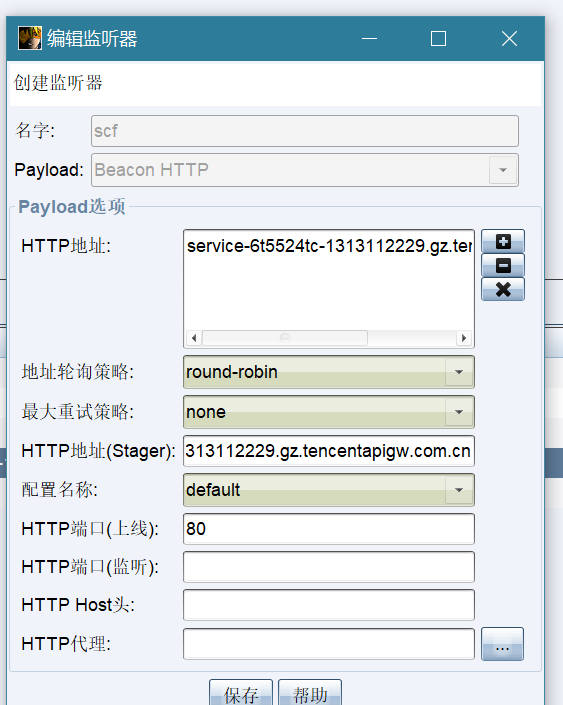 编辑监听器
创建监听器
名字: scf
Payload: Beacon HTTP
Payload选项
HTTP地址: service-6t5524tc-1313112229.gz.ten
地址轮询策略: round-robin
最大重试策略: none
HTTP地址(Stager): 313112229.gz.tencentapigw.com.cn
配置名称: default
HTTP端口(上线): 80
HTTP端口(监听):
HTTP Host头:
HTTP代理: ...
保存 帮助